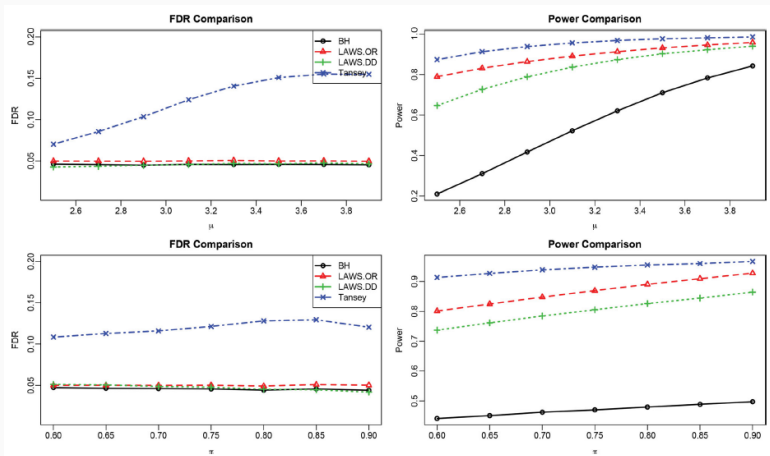 FDR Comparison
FDR
0.05 0.10 0.15 0.20
2.6 2.8 3.0 3.2 3.4 3.6 3.8
μ
BH
LAWS.OR
LAWS.DD
Tansey
Power Comparison
Power
0.2 0.4 0.6 0.8 1.0
2.6 2.8 3.0 3.2 3.4 3.6 3.8
μ
FDR Comparison
FDR
0.05 0.10 0.15 0.20
0.60 0.65 0.70 0.75 0.80 0.85 0.90
π
BH
LAWS.OR
LAWS.DD
Tansey
Power Comparison
Power
0.5 0.6 0.7 0.8 0.9
0.60 0.65 0.70 0.75 0.80 0.85 0.90
π